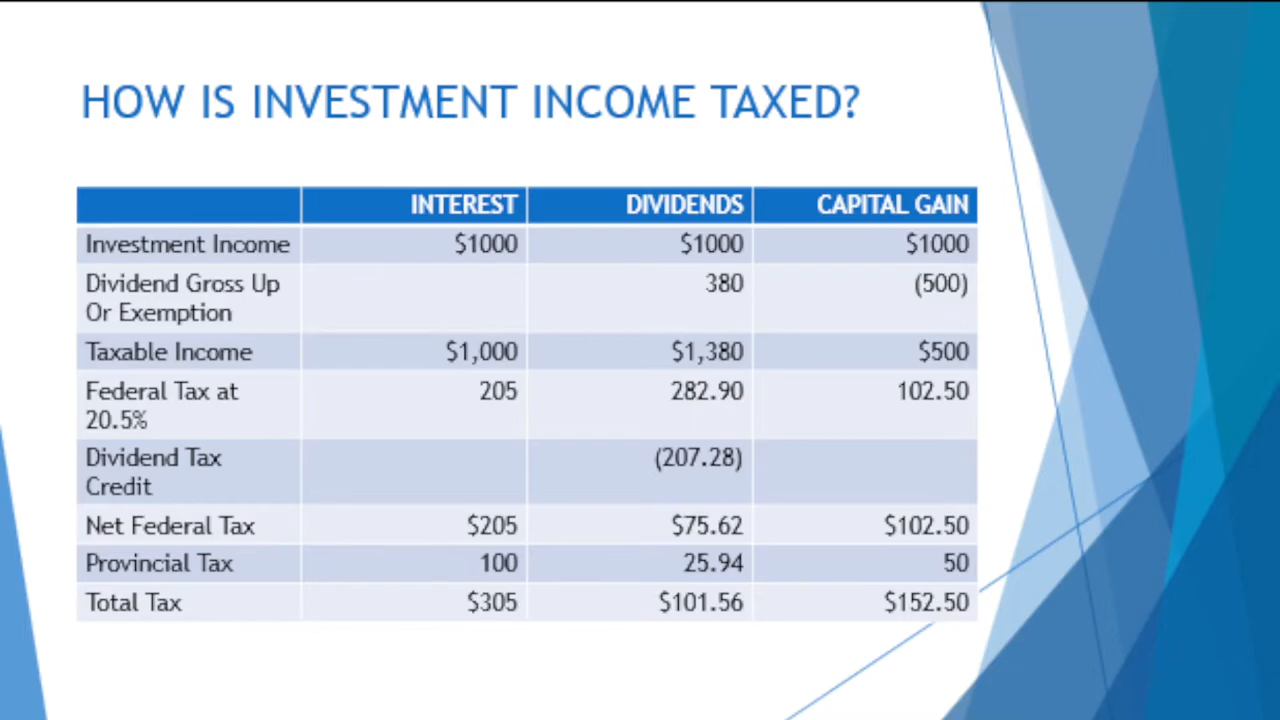 HOW IS INVESTMENT INCOME TAXED?
INTEREST DIVIDENDS CAPITAL GAIN
Investment Income $1000 $1000 $1000
Dividend Gross Up 380 (500)
Or Exemption
Taxable Income $1,000 $1,380 $500
Federal Tax at 205 282.90 102.50
20.5%
Dividend Tax (207.28)
Credit
Net Federal Tax $205 $75.62 $102.50
Provincial Tax 100 25.94 50
Total Tax $305 $101.56 $152.50